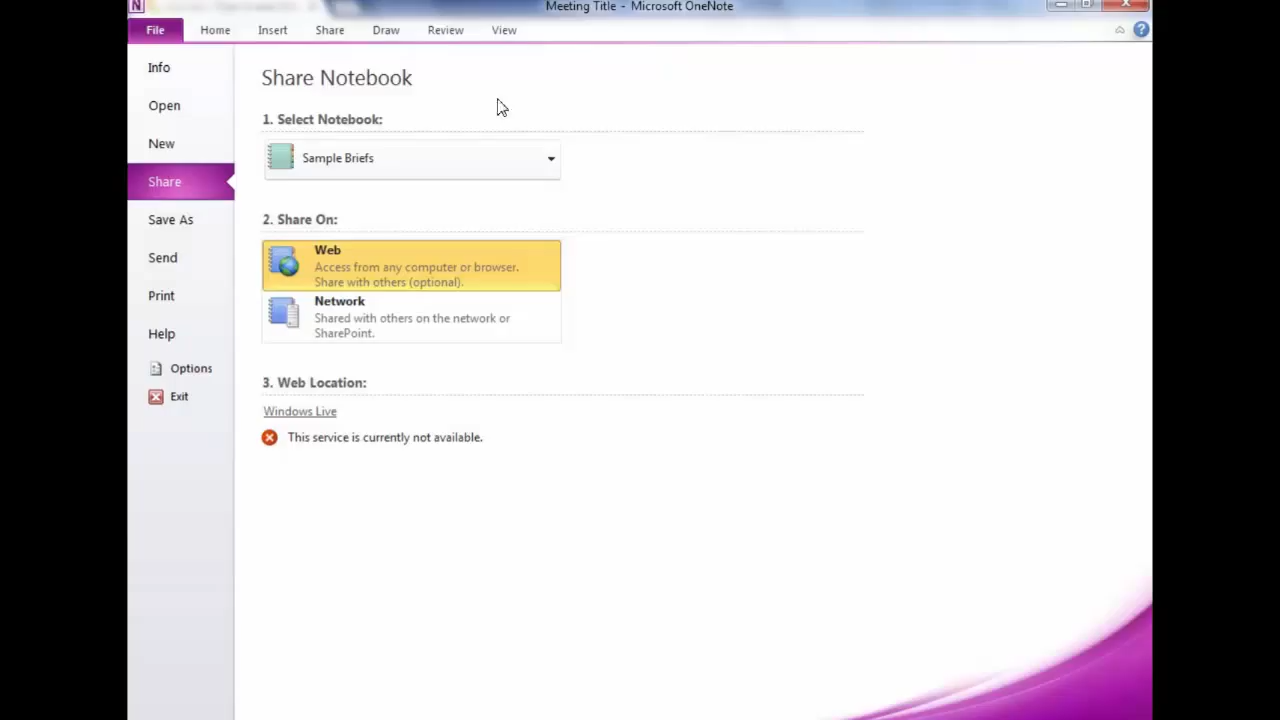 Meeting Title - Microsoft OneNote
File Home Insert Share Draw Review View
Info
Open
New
Share
Save As
Send
Print
Help
Options
Exit
Share Notebook
1. Select Notebook:
Sample Briefs
2. Share On:
Web
Access from any computer or browser.
Share with others (optional).
Network
Shared with others on the network or
SharePoint.
3. Web Location:
Windows Live
This service is currently not available.